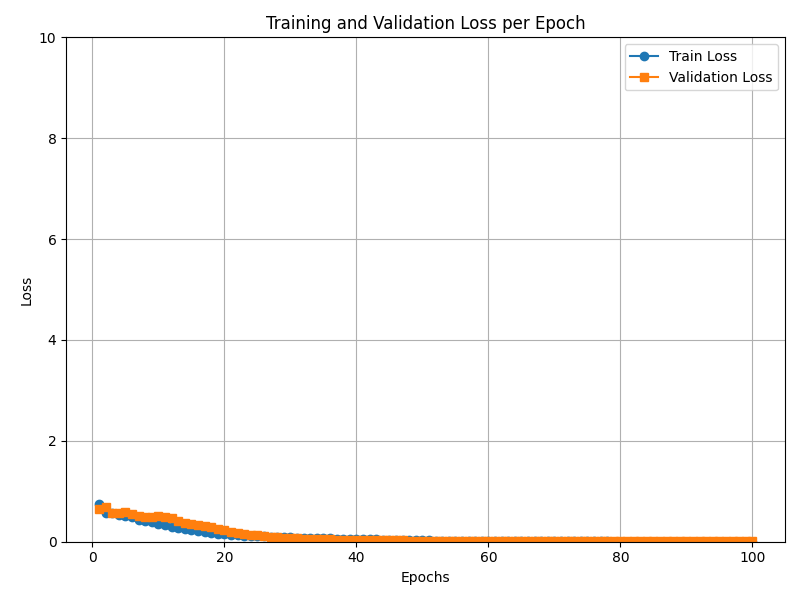 Training and Validation Loss per Epoch
10
8
6
4
2
0
Loss
Train Loss
Validation Loss
0 20 40 60 80 100
Epochs